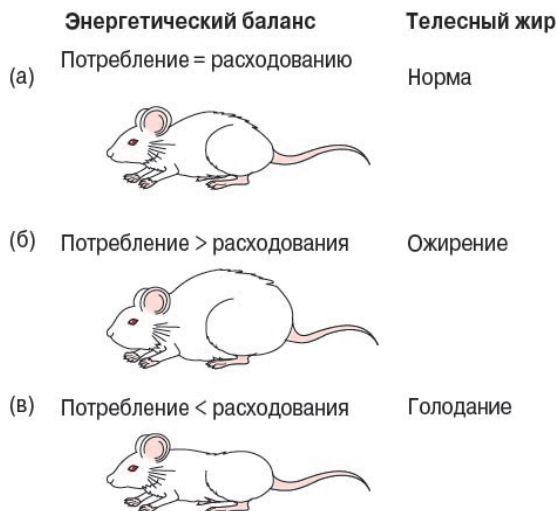 Энергетический баланс Телесный жир
(а) Потребление = расходованию Норма
(б) Потребление > расходования Ожирение
(в) Потребление < расходования Голодание